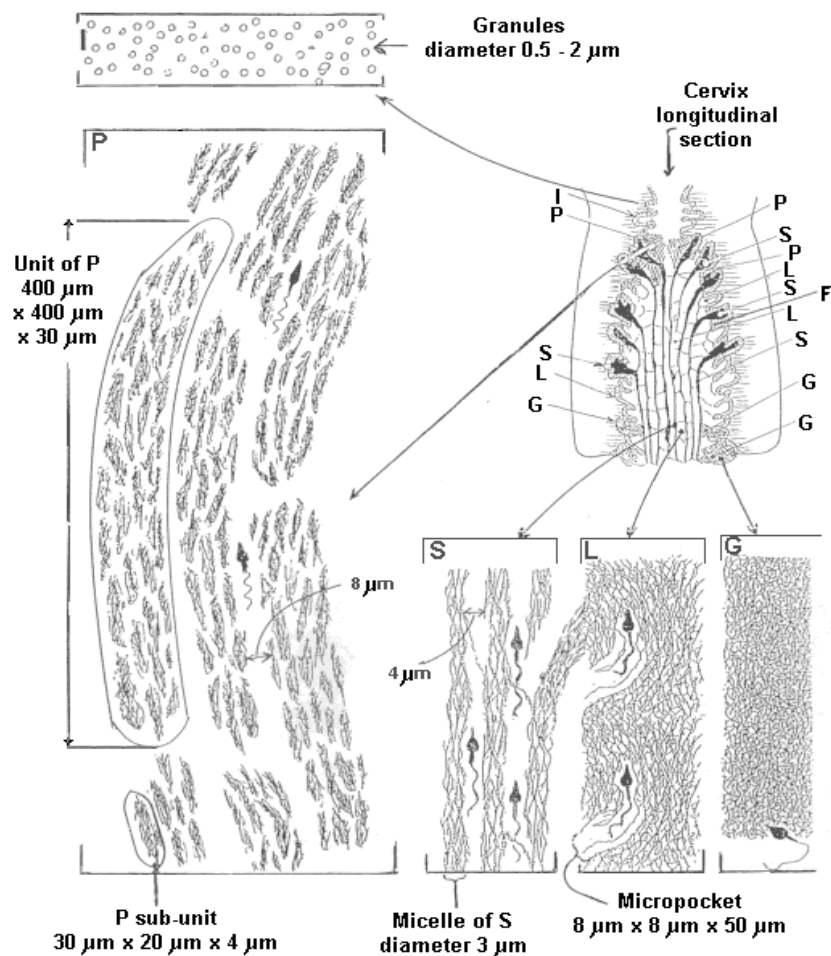 Granules
diameter 0.5 - 2 µm
Cervix
longitudinal
section
P
I
P
P
S
P
L
S
F
L
S
S
L
G
G
G
Unit of P
400 µm
x 400 µm
x 30 µm
8 µm
S
L
G
4 µm
P sub-unit
30 µm x 20 µm x 4 µm
Micelle of S
diameter 3 µm
Micropocket
8 µm x 8 µm x 50 µm